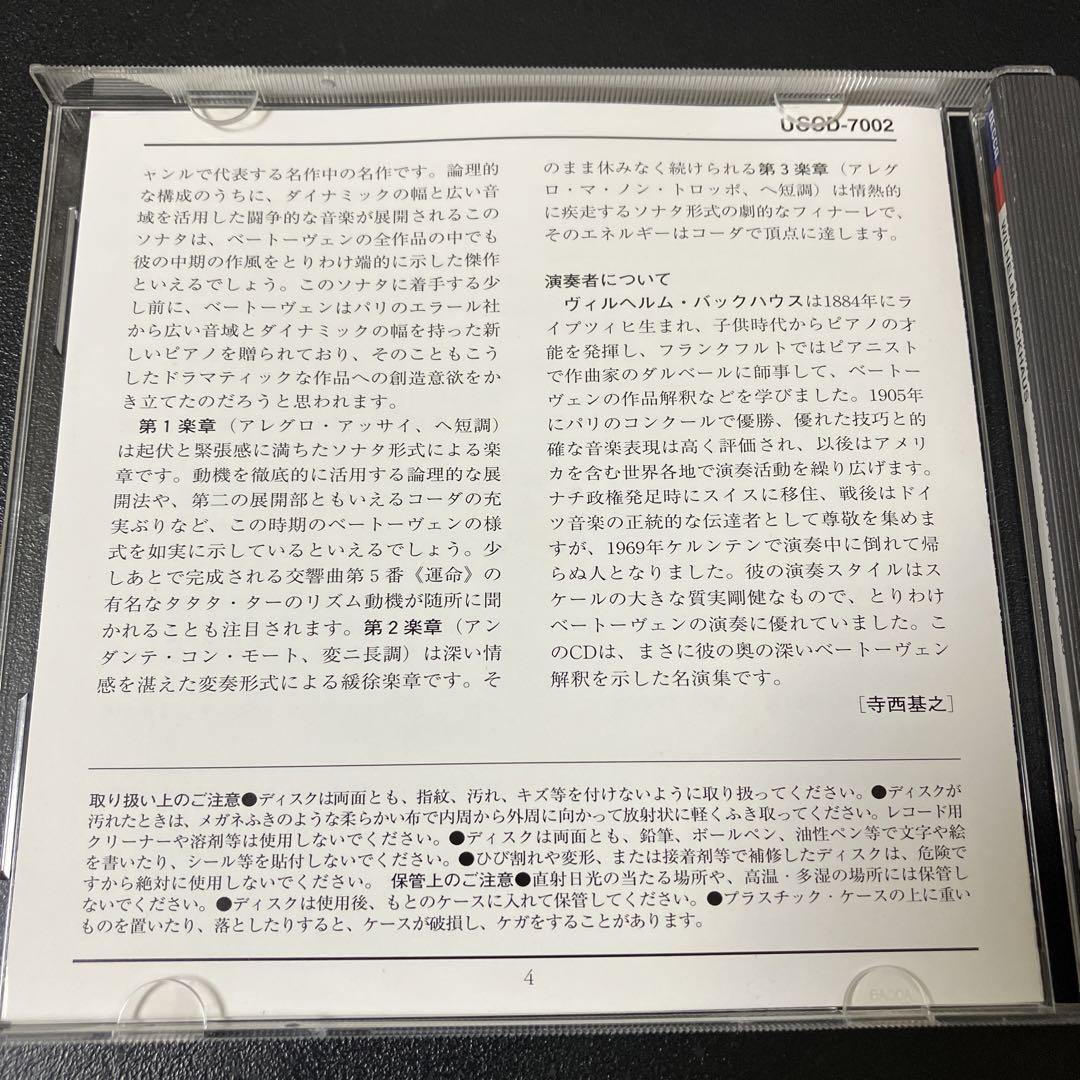 UCCD-7002
ャンルで代表する名作中の名作です。論理的
な構成のうちに、ダイナミックの幅と広い音
域を活用した闘争的な音楽が展開されるこの
ソナタは、ベートーヴェンの全作品の中でも
彼の中期の作風をとりわけ端的に示した傑作
といえるでしょう。このソナタに着手する少
し前に、ベートーヴェンはパリのエラール社
から広い音域とダイナミックの幅を持った新
しいピアノを贈られており、そのこともこう
したドラマティックな作品への創造意欲をか
き立てたのだろうと思われます。
第1楽章（アレグロ・アッサイ、ヘ短調）
は起伏と緊張感に満ちたソナタ形式による楽
章です。動機を徹底的に活用する論理的な展
開法や、第二の展開部ともいえるコーダの充
実ぶりなど、この時期のベートーヴェンの様
式を如実に示しているといえるでしょう。少
しあとで完成される交響曲第5番《運命》の
有名なタタタ・ターのリズム動機が随所に聞
かれることも注目されます。第2楽章（アン
ダンテ・コン・モート、変ニ長調）は深い情
感を湛えた変奏形式による緩徐楽章です。そ
のまま休みなく続けられる第3楽章（アレグ
ロ・マ・ノン・トロッポ、ヘ短調）は情熱的
に疾走するソナタ形式の劇的なフィナーレで、
そのエネルギーはコーダで頂点に達します。
演奏者について
ヴィルヘルム・バックハウスは1884年にラ
イプツィヒ生まれ、子供時代からピアノの才
能を発揮し、フランクフルトではピアニスト
で作曲家のダルベールに師事して、ベートー
ヴェンの作品解釈などを学びました。1905年
にパリのコンクールで優勝、優れた技巧と的
確な音楽表現は高く評価され、以後はアメリ
カを含む世界各地で演奏活動を繰り広げます。
ナチ政権発足時にスイスに移住、戦後はドイ
ツ音楽の正統的な伝達者として尊敬を集めま
すが、1969年ケルンテンで演奏中に倒れて帰
らぬ人となりました。彼の演奏スタイルはス
ケールの大きな質実剛健なもので、とりわけ
ベートーヴェンの演奏に優れていました。こ
のCDは、まさに彼の奥の深いベートーヴェン
解釈を示した名演集です。
［寺西基之］
取り扱い上のご注意●ディスクは両面とも、指紋、汚れ、キズ等を付けないように取り扱ってください。●ディスクが
汚れたときは、メガネふきのような柔らかい布で内周から外周に向かって放射状に軽くふき取ってください。レコード用
クリーナーや溶剤等は使用しないでください。●ディスクは両面とも、鉛筆、ボールペン、油性ペン等で文字や絵
を書いたり、シール等を貼付しないでください。●ひび割れや変形、または接着剤等で補修したディスクは、危険で
すから絶対に使用しないでください。 保管上のご注意●直射日光の当たる場所や、高温・多湿の場所には保管し
ないでください。●ディスクは使用後、もとのケースに入れて保管してください。●プラスチック・ケースの上に重い
ものを置いたり、落としたりすると、ケースが破損し、ケガをすることがあります。
4
DECCA
WILHELM BACKHAUS